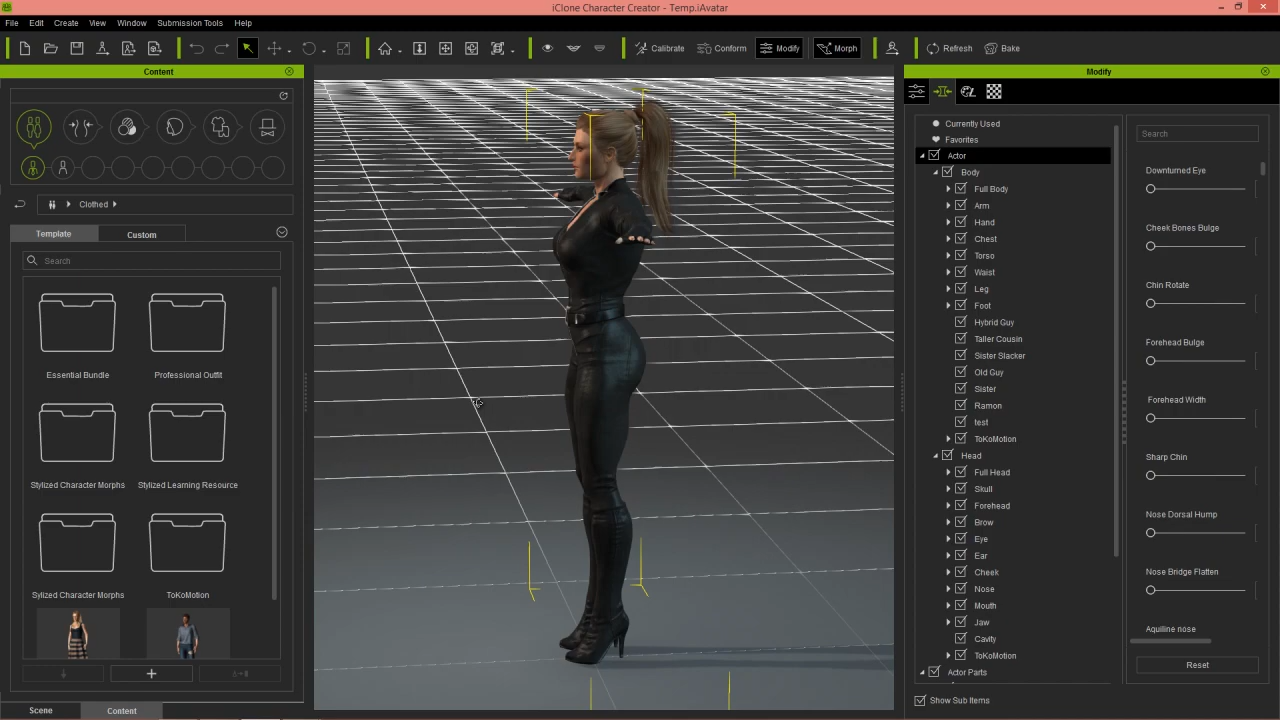 iClone Character Creator - Temp.iAvatar
File Edit Create View Window Submission Tools Help
Calibrate Conform Modify Morph Refresh Bake
Content
Clothed
Template Custom
Search
Essential Bundle Professional Outfit
Stylized Character Morphs Stylized Learning Resource
Sylized Character Morphs ToKoMotion
Scene Content
Modify
Currently Used
Favorites
Actor
Body
Full Body
Arm
Hand
Chest
Torso
Waist
Leg
Foot
Hybrid Guy
Taller Cousin
Sister Slacker
Old Guy
Sister
Ramon
test
ToKoMotion
Head
Full Head
Skull
Forehead
Brow
Eye
Ear
Cheek
Nose
Mouth
Jaw
Cavity
ToKoMotion
Actor Parts
Show Sub Items
Search
Downturned Eye
Cheek Bones Bulge
Chin Rotate
Forehead Bulge
Forehead Width
Sharp Chin
Nose Dorsal Hump
Nose Bridge Flatten
Aquiline nose
Reset